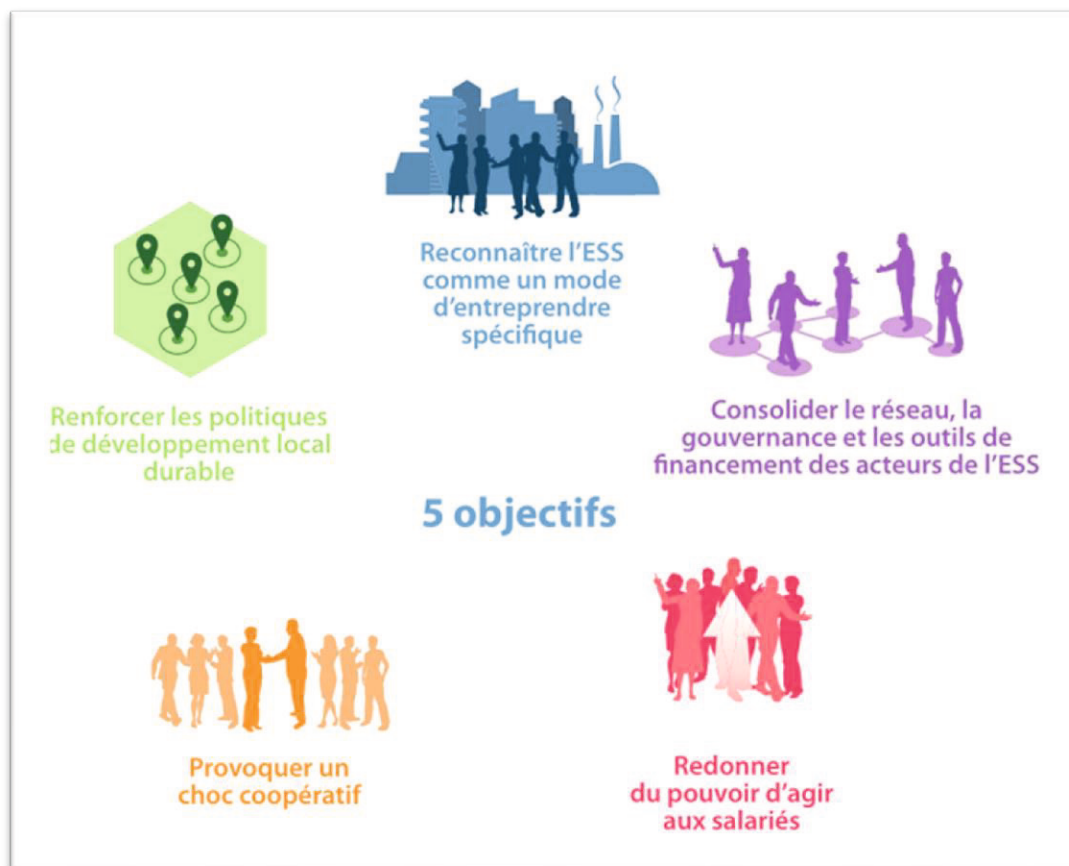 Reconnaître l’ESS
comme un mode
d’entreprendre
spécifique
Renforcer les politiques
de développement local
durable
Consolider le réseau, la
gouvernance et les outils de
financement des acteurs de l’ESS
5 objectifs
Provoquer un
choc coopératif
Redonner
du pouvoir d’agir
aux salariés